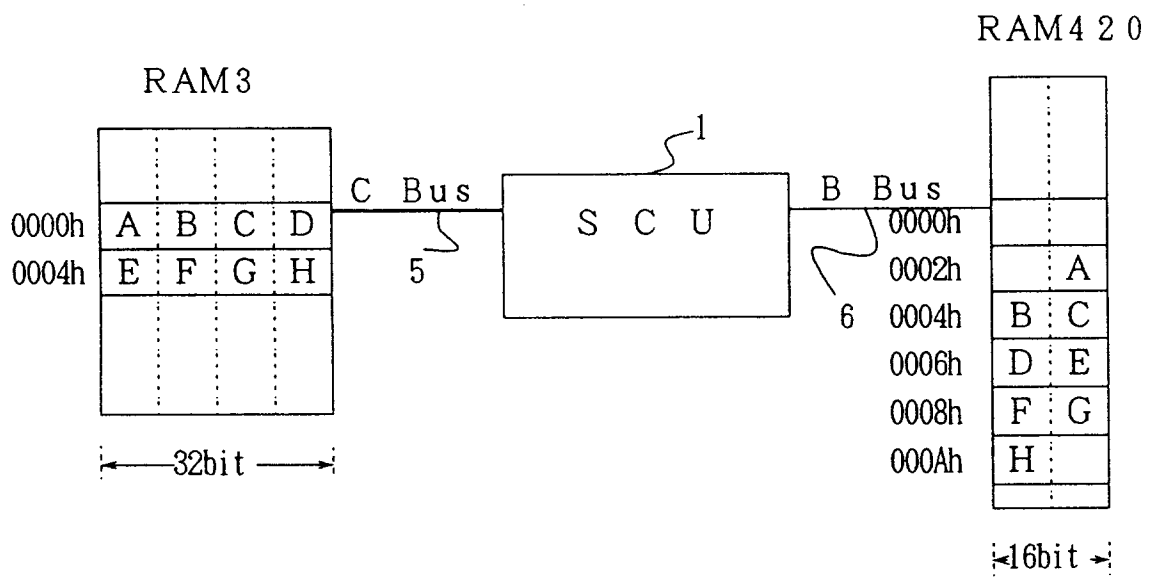 RAM420
RAM3
1
C Bus
S C U
B Bus
0000h A B C D
0004h E F G H
5
6
0000h
0002h A
0004h B C
0006h D E
0008h F G
000Ah H
32bit
16bit